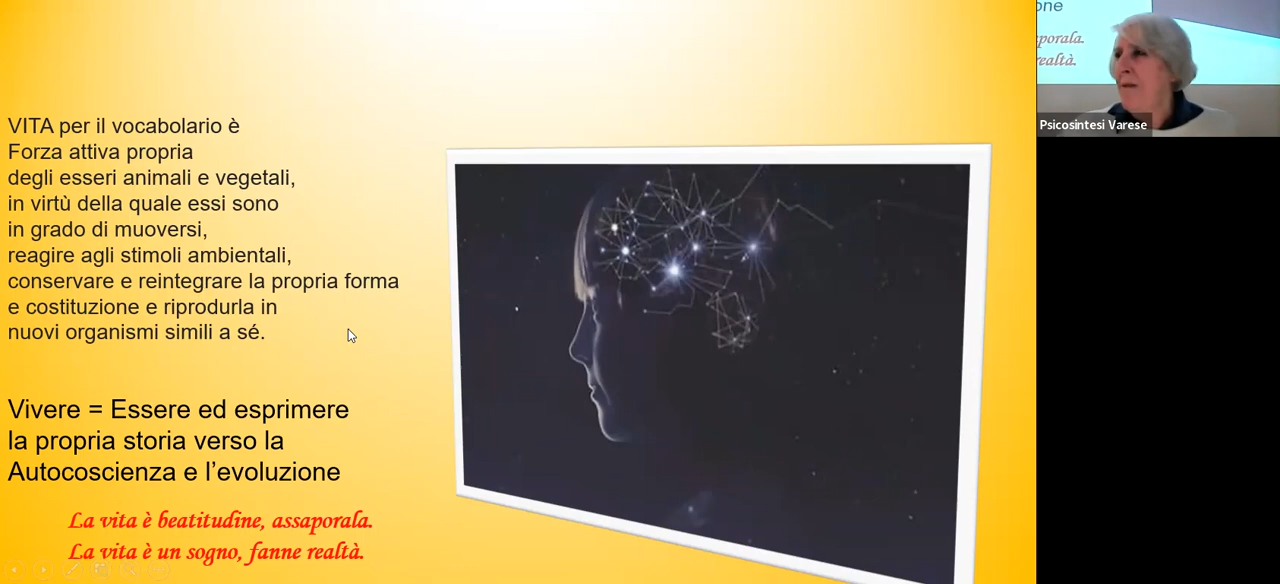 VITA per il vocabolario è
Forza attiva propria
degli esseri animali e vegetali,
in virtù della quale essi sono
in grado di muoversi,
reagire agli stimoli ambientali,
conservare e reintegrare la propria forma
e costituzione e riprodurla in
nuovi organismi simili a sé.
Vivere = Essere ed esprimere
la propria storia verso la
Autocoscienza e l’evoluzione
La vita è beatitudine, assaporala.
La vita è un sogno, fanne realtà.
one
porala.
realtà.
Psicosintesi Varese